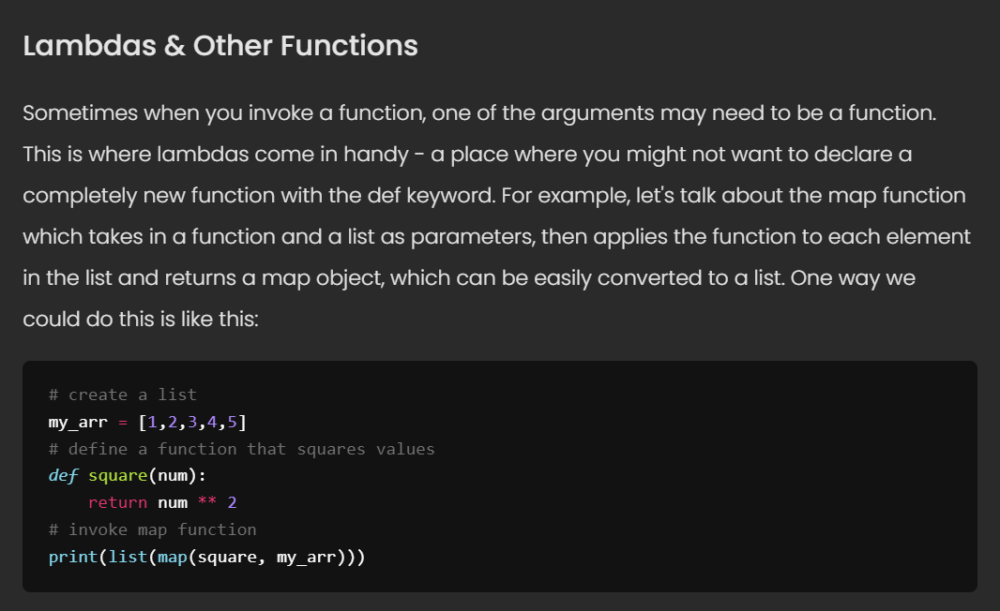 Lambdas & Other Functions
Sometimes when you invoke a function, one of the arguments may need to be a function.
This is where lambdas come in handy - a place where you might not want to declare a
completely new function with the def keyword. For example, let's talk about the map function
which takes in a function and a list as parameters, then applies the function to each element
in the list and returns a map object, which can be easily converted to a list. One way we
could do this is like this:
# create a list
my_arr = [1,2,3,4,5]
# define a function that squares values
def square(num):
    return num ** 2
# invoke map function
print(list(map(square, my_arr)))